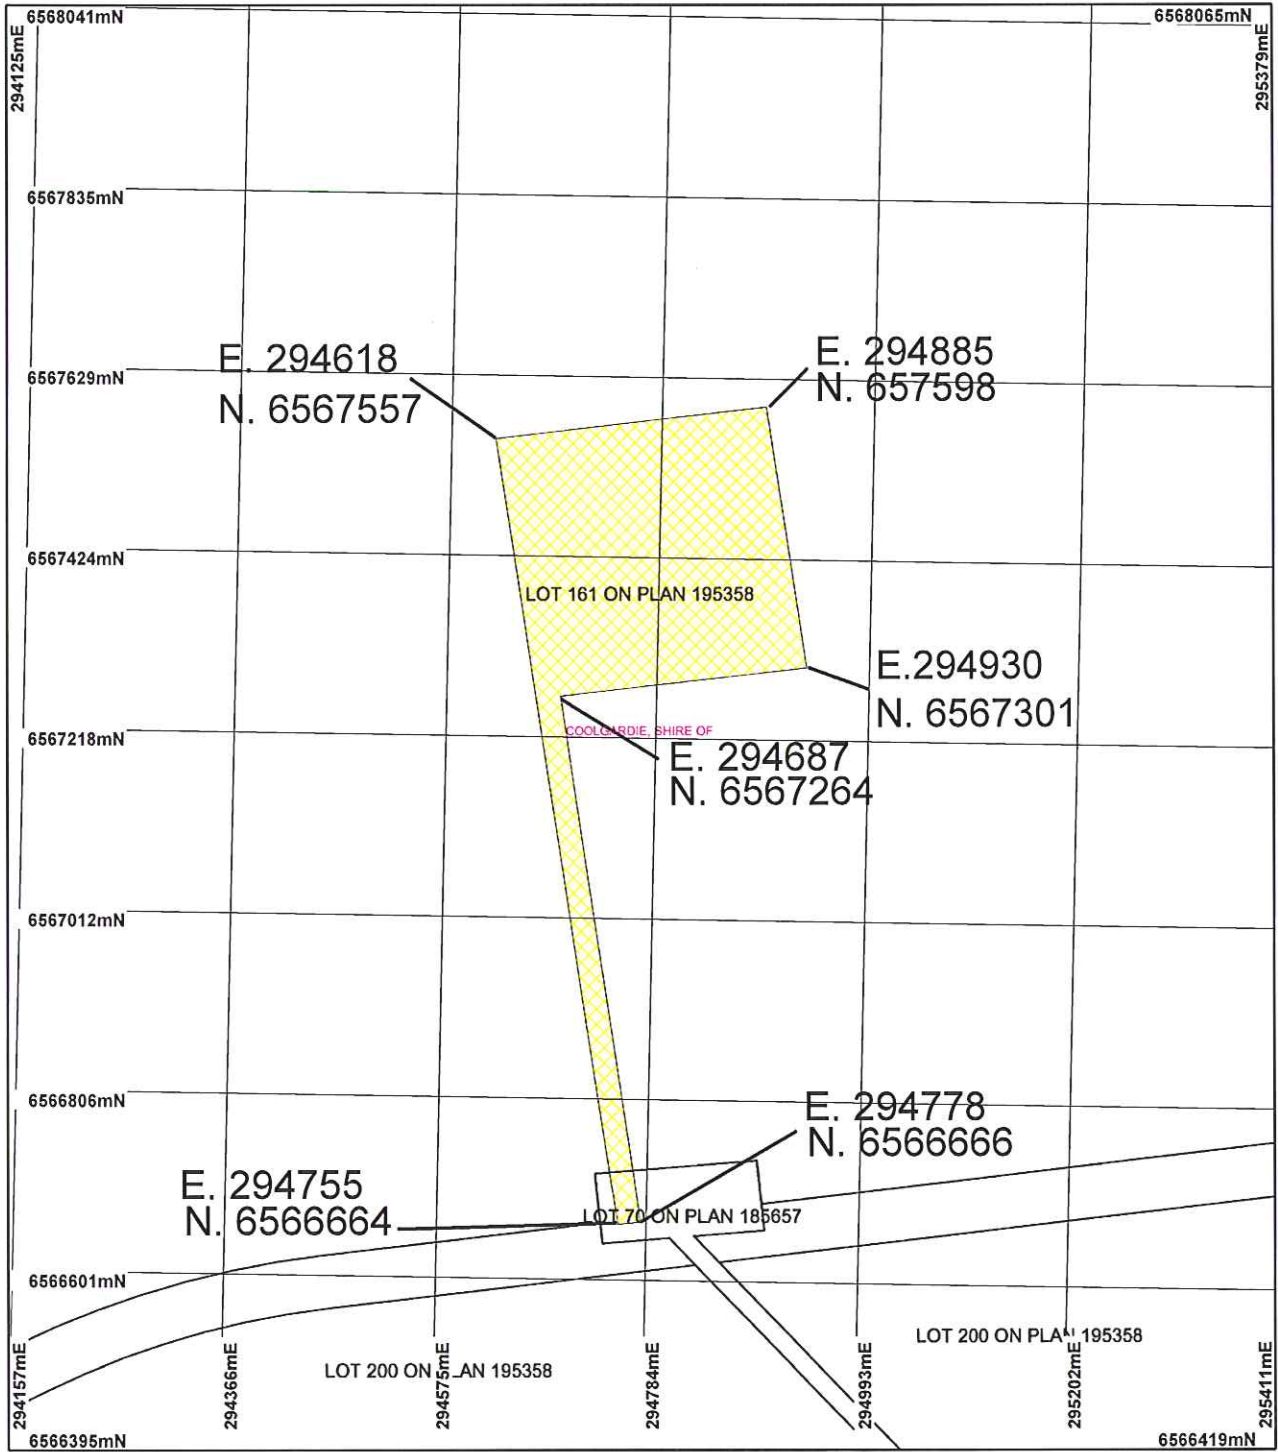 6568041mN
6568065mN
294125mE
295379mE
6567835mN
E. 294618
N. 6567557
E. 294885
N. 657598
6567629mN
6567424mN
LOT 161 ON PLAN 195358
E.294930
N. 6567301
6567218mN
COOLGARDIE, SHIRE OF
E. 294687
N. 6567264
6567012mN
6566806mN
E. 294778
N. 6566666
E. 294755
N. 6566664
LOT 70 ON PLAN 185657
6566601mN
LOT 200 ON PLAN 195358
LOT 200 ON PLAN 195358
294157mE
294366mE
294575mE
294784mE
294993mE
295202mE
295411mE
6566395mN
6566419mN